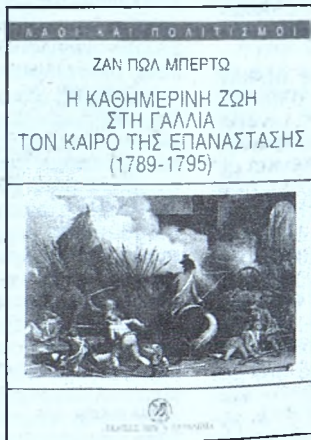 ΛΑΟΙ ΚΑΙ ΠΟΛΙΤΙΣΜΟΙ
ΖΑΝ ΠΩΛ ΜΠΕΡΤΩ
Η ΚΑΘΗΜΕΡΙΝΗ ΖΩΗ
ΣΤΗ ΓΑΛΛΙΑ
ΤΟΝ ΚΑΙΡΟ ΤΗΣ ΕΠΑΝΑΣΤΑΣΗΣ
(1789-1795)